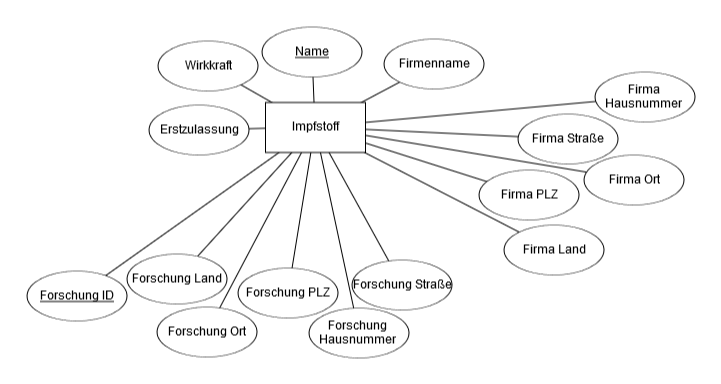 Name
Wirkkraft
Firmenname
Firma
Hausnummer
Erstzulassung
Impfstoff
Firma Straße
Firma Ort
Firma PLZ
Firma Land
Forschung Land
Forschung Straße
Forschung PLZ
Forschung ID
Forschung Ort
Forschung
Hausnummer